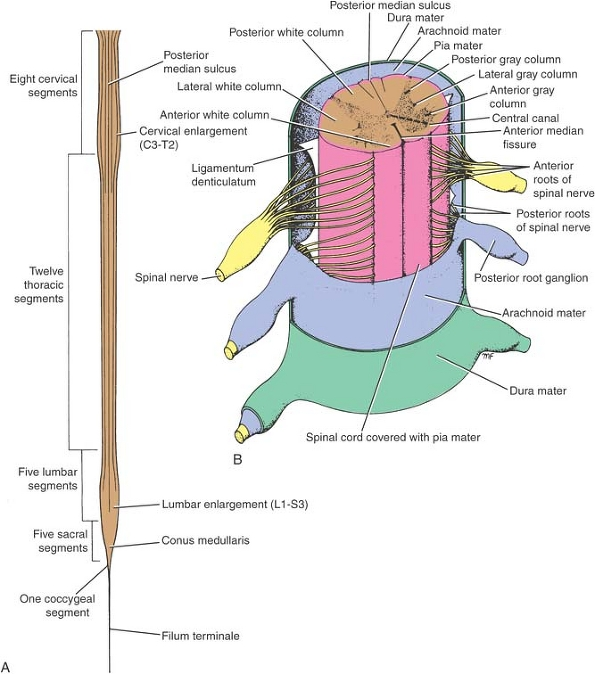 Eight cervical
segments
Posterior
median sulcus
Cervical enlargement
(C3-T2)
Twelve
thoracic
segments
Five lumbar
segments
Lumbar enlargement (L1-S3)
Five sacral
segments
Conus medullaris
One coccygeal
segment
Filum terminale
A
Posterior median sulcus
Dura mater
Arachnoid mater
Pia mater
Posterior gray column
Lateral gray column
Anterior gray
column
Central canal
Anterior median
fissure
Anterior
roots of
spinal nerve
Posterior roots
of spinal nerve
Posterior root ganglion
Arachnoid mater
MF
Dura mater
Posterior white column
Lateral white column
Anterior white column
Ligamentum
denticulatum
Spinal nerve
Spinal cord covered with pia mater
B